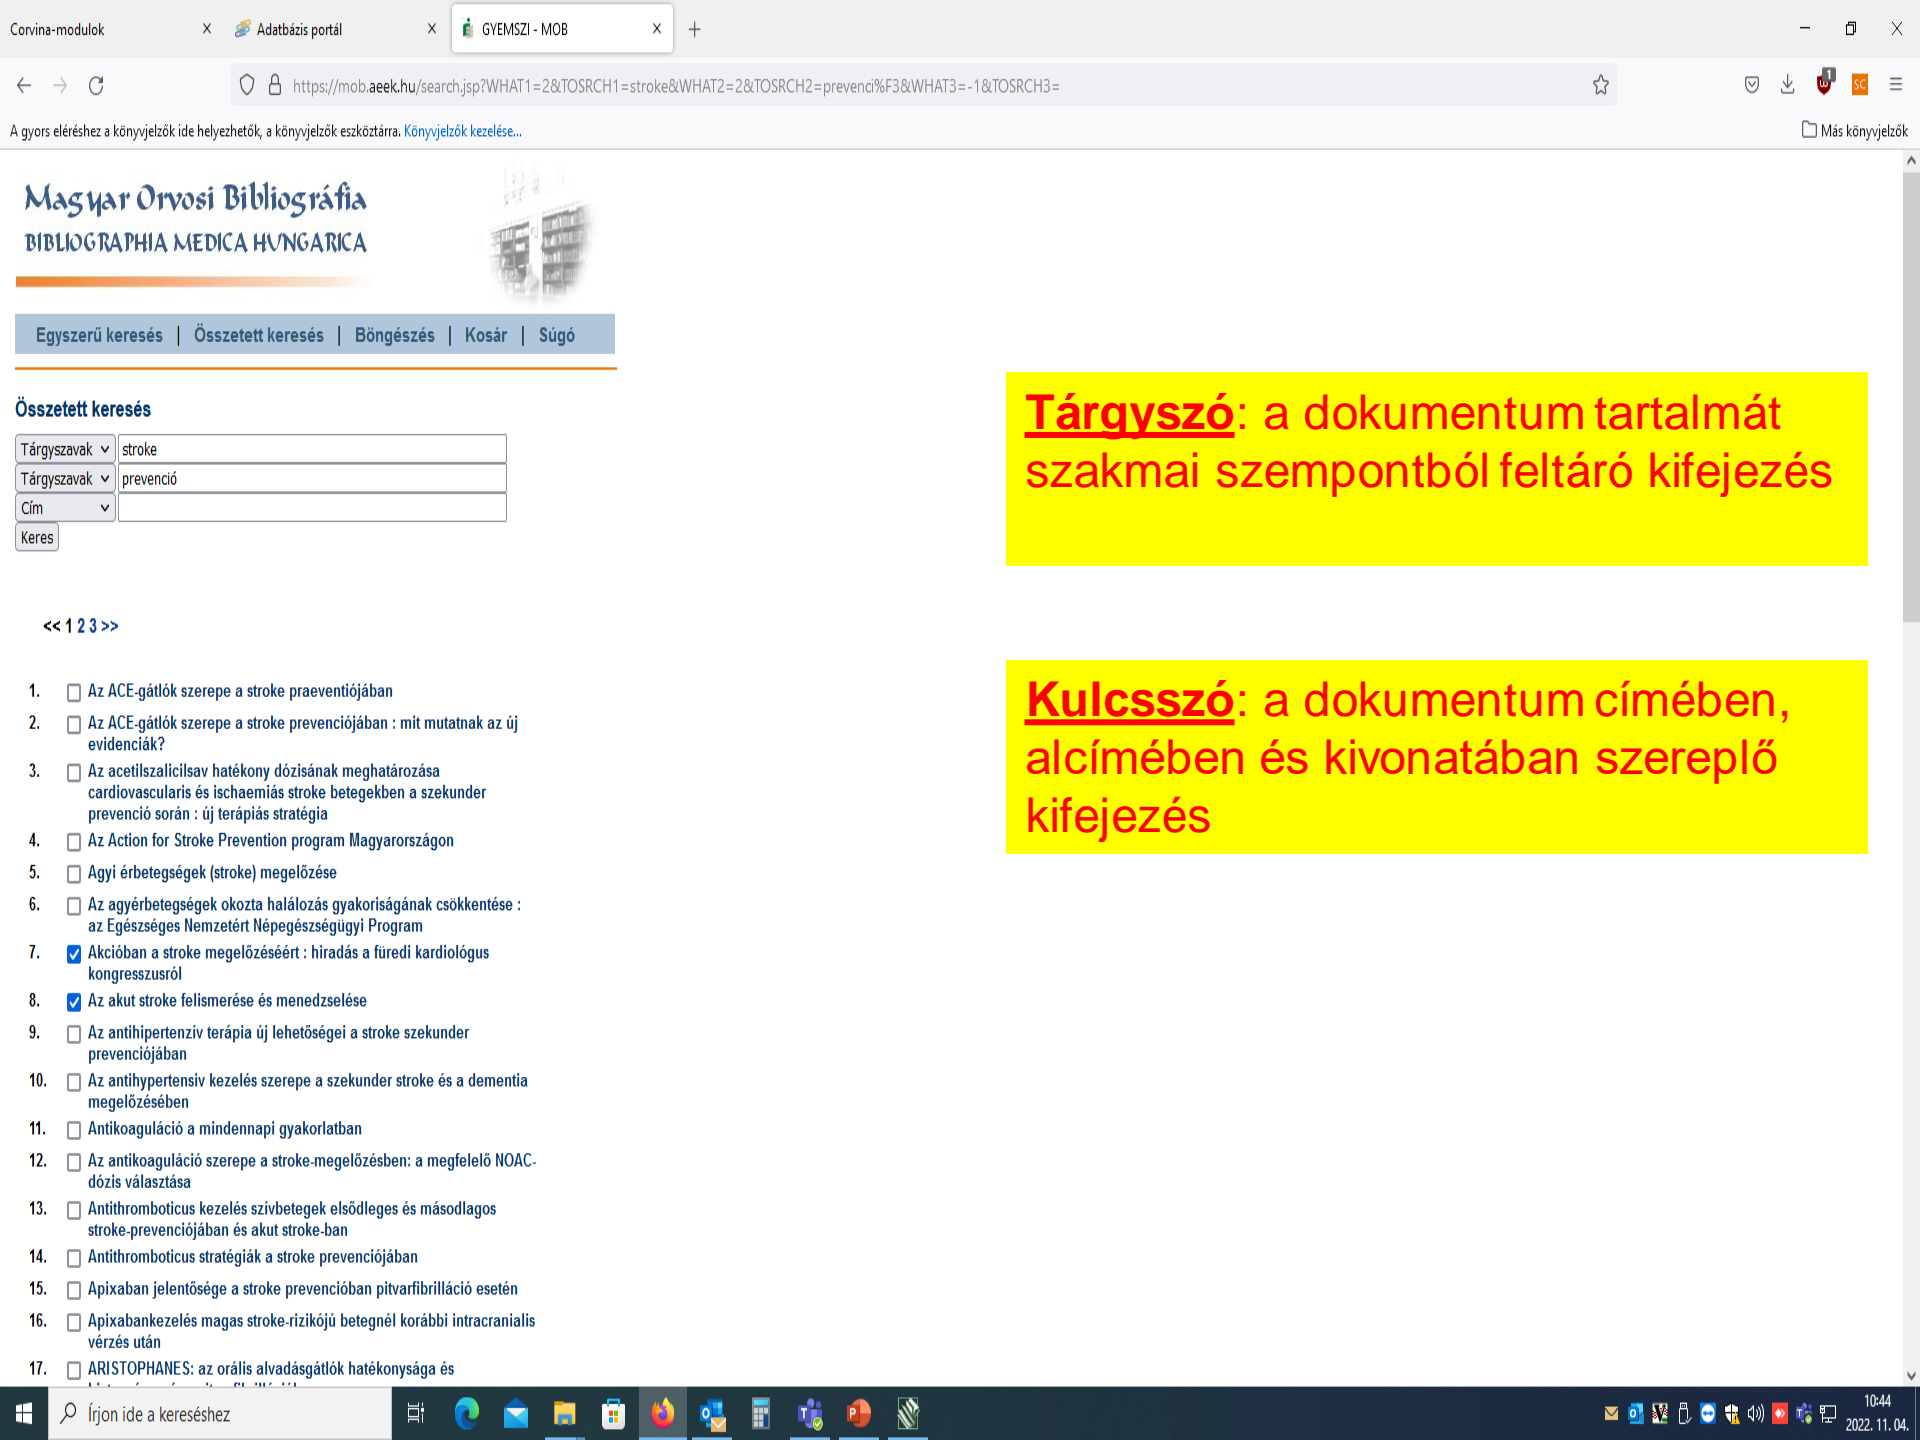 Corvina-modulok
Adatbázis portál
GYEMSZI - MOB
https://mob.aeek.hu/search.jsp?WHAT1=2&TOSRCH1=stroke&WHAT2=2&TOSRCH2=prevenci%F3&WHAT3=-1&TOSRCH3=
A gyors eléréshez a könyvjelzők ide helyezhetők, a könyvjelzők eszköztárra. Könyvjelzők kezelése...
Más könyvjelzők
Magyar Orvosi Bibliográfia
BIBLIOGRAPHIA MEDICA HUNGARICA
Egyszerű keresés | Összetett keresés | Böngészés | Kosár | Súgó
Összetett keresés
Tárgyszavak stroke
Tárgyszavak prevenció
Cím
Keres
<< 1 2 3 >>
1. Az ACE-gátlók szerepe a stroke praeventiójában
2. Az ACE-gátlók szerepe a stroke prevenciójában : mit mutatnak az új
evidenciák?
3. Az acetilszalicilsav hatékony dózisának meghatározása
cardiovascularis és ischaemiás stroke betegekben a szekunder
prevenció során : új terápiás stratégia
4. Az Action for Stroke Prevention program Magyarországon
5. Agyi érbetegségek (stroke) megelőzése
6. Az agyérbetegségek okozta halálozás gyakoriságának csökkentése :
az Egészséges Nemzetért Népegészségügyi Program
7. Akcióban a stroke megelőzéséért : hiradás a füredi kardiológus
kongresszusról
8. Az akut stroke felismerése és menedzselése
9. Az antihipertenzív terápia új lehetőségei a stroke szekunder
prevenciójában
10. Az antihypertensiv kezelés szerepe a szekunder stroke és a dementia
megelőzésében
11. Antikoaguláció a mindennapi gyakorlatban
12. Az antikoaguláció szerepe a stroke-megelőzésben: a megfelelő NOAC-
dózis választása
13. Antithromboticus kezelés szívbetegek elsődleges és másodlagos
stroke-prevenciójában és akut stroke-ban
14. Antithromboticus stratégiák a stroke prevenciójában
15. Apixaban jelentősége a stroke prevencióban pitvarfibrilláció esetén
16. Apixabankezelés magas stroke-rizikójú betegnél korábbi intracranialis
vérzés után
17. ARISTOPHANES: az orális alvadásgátlók hatékonysága és
Tárgyszó: a dokumentum tartalmát
szakmai szempontból feltáró kifejezés
Kulcsszó: a dokumentum címében,
alcímében és kivonatában szereplő
kifejezés
Írjon ide a kereséshez
10:44
2022. 11. 04.